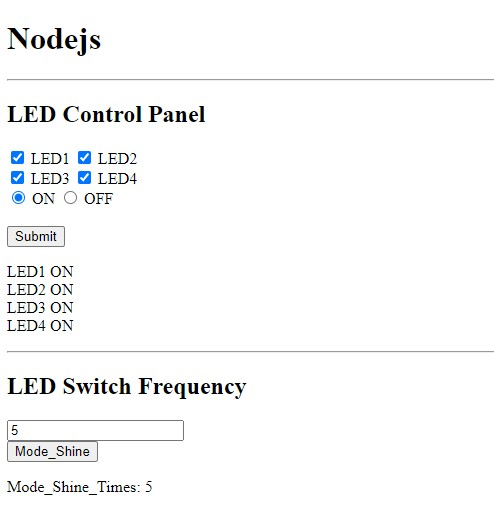 Nodejs
LED Control Panel
LED1 LED2
LED3 LED4
ON OFF
Submit
LED1 ON
LED2 ON
LED3 ON
LED4 ON
LED Switch Frequency
5
Mode_Shine
Mode_Shine_Times: 5